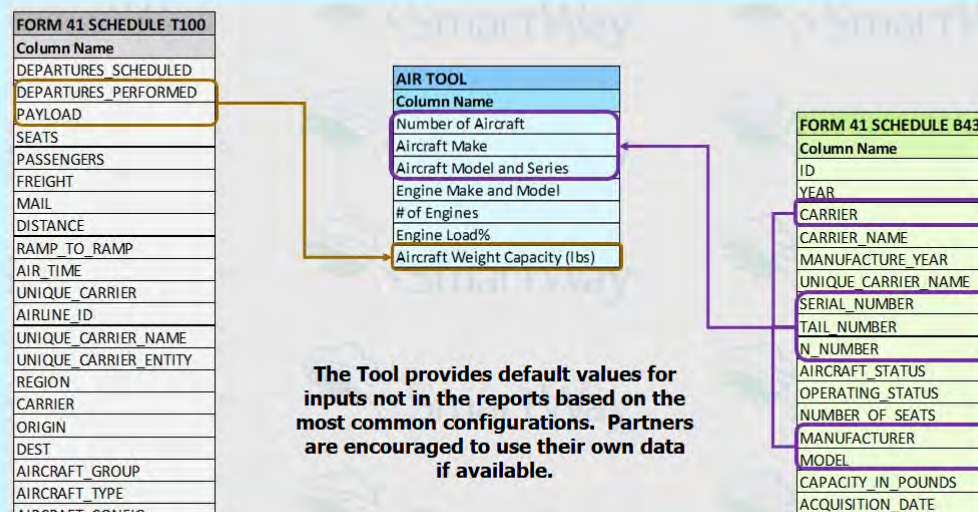 FORM 41 SCHEDULE T100
Column Name
DEPARTURES_SCHEDULED
DEPARTURES_PERFORMED
PAYLOAD
SEATS
PASSENGERS
FREIGHT
MAIL
DISTANCE
RAMP_TO_RAMP
AIR_TIME
UNIQUE_CARRIER
AIRLINE_ID
UNIQUE_CARRIER_NAME
UNIQUE_CARRIER_ENTITY
REGION
CARRIER
ORIGIN
DEST
AIRCRAFT_GROUP
AIRCRAFT_TYPE
AIRCRAFT_CONFIG
AIR TOOL
Column Name
Number of Aircraft
Aircraft Make
Aircraft Model and Series
Engine Make and Model
# of Engines
Engine Load%
Aircraft Weight Capacity (lbs)
The Tool provides default values for
inputs not in the reports based on the
most common configurations. Partners
are encouraged to use their own data
if available.
FORM 41 SCHEDULE B43
Column Name
ID
YEAR
CARRIER
CARRIER_NAME
MANUFACTURE_YEAR
UNIQUE_CARRIER_NAME
SERIAL_NUMBER
TAIL_NUMBER
N_NUMBER
AIRCRAFT_STATUS
OPERATING_STATUS
NUMBER_OF_SEATS
MANUFACTURER
MODEL
CAPACITY_IN_POUNDS
ACQUISITION_DATE
SmartWay
SmartWay